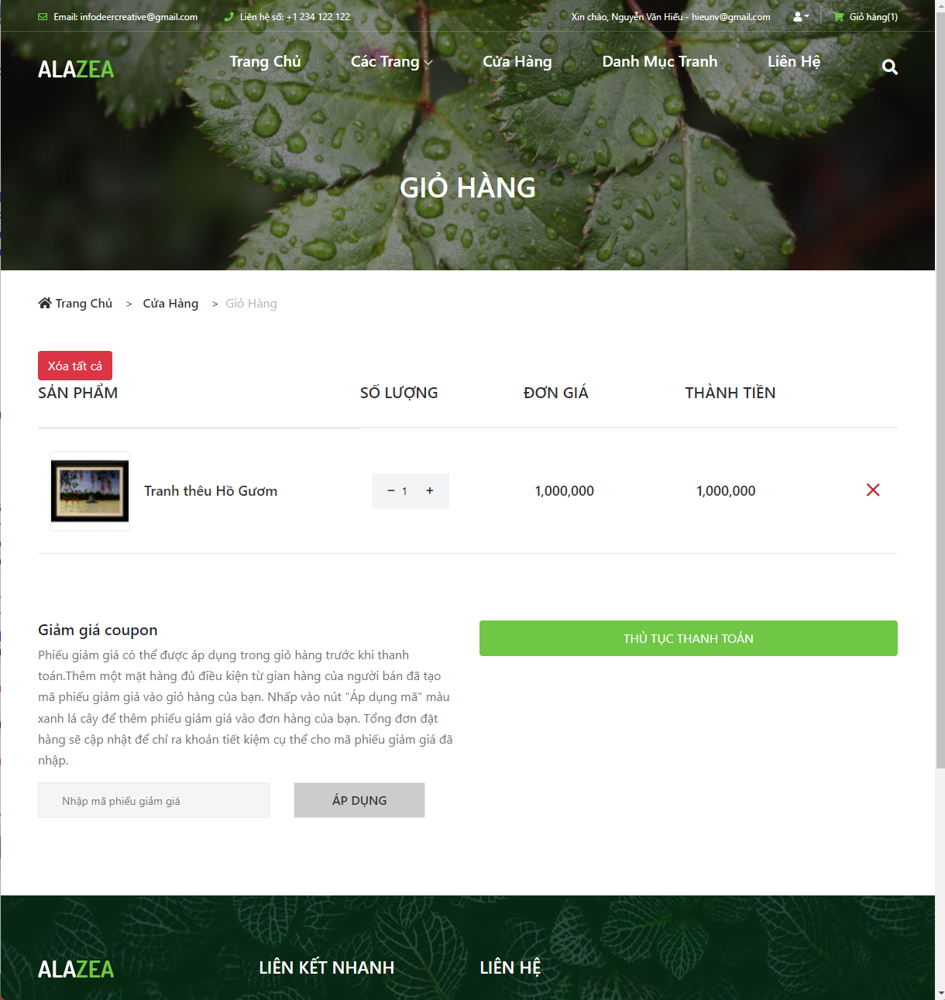 Email: infodeercreative@gmail.com Liên hệ số: +1 234 122 122 Xin chào, Nguyễn Văn Hiếu - hieunv@gmail.com Giỏ hàng(1)
ALAZEA Trang Chủ Các Trang Cửa Hàng Danh Mục Tranh Liên Hệ
GIỎ HÀNG
Trang Chủ > Cửa Hàng > Giỏ Hàng
Xóa tất cả
SẢN PHẨM SỐ LƯỢNG ĐƠN GIÁ THÀNH TIỀN
Tranh thêu Hồ Gươm − 1 + 1,000,000 1,000,000
Giảm giá coupon
THỦ TỤC THANH TOÁN
Phiếu giảm giá có thể được áp dụng trong giỏ hàng trước khi thanh
toán.Thêm một mặt hàng đủ điều kiện từ gian hàng của người bán đã tạo
mã phiếu giảm giá vào giỏ hàng của bạn. Nhấp vào nút "Áp dụng mã" màu
xanh lá cây để thêm phiếu giảm giá vào đơn hàng của bạn. Tổng đơn đặt
hàng sẽ cập nhật để chỉ ra khoản tiết kiệm cụ thể cho mã phiếu giảm giá đã
nhập.
Nhập mã phiếu giảm giá ÁP DỤNG
ALAZEA LIÊN KẾT NHANH LIÊN HỆ